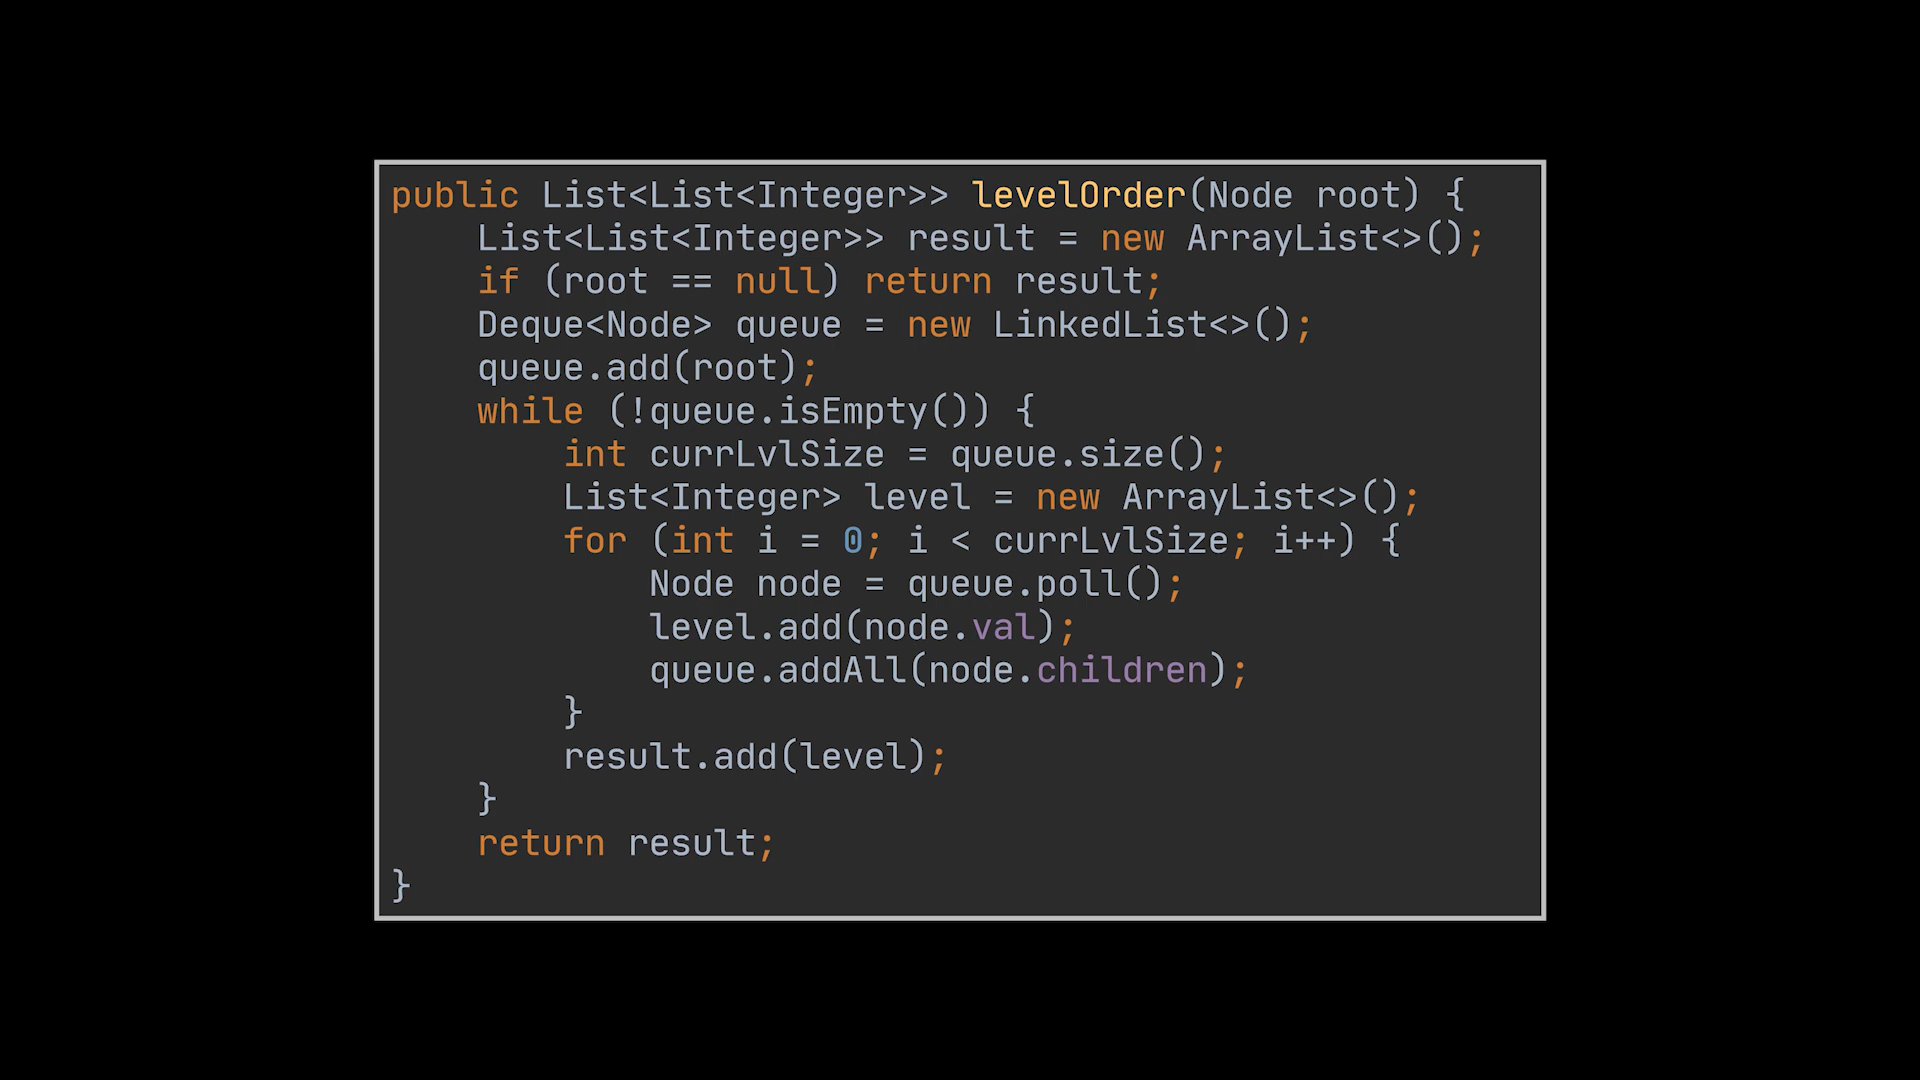 public List<List<Integer>> levelOrder(Node root) {
    List<List<Integer>> result = new ArrayList<>();
    if (root == null) return result;
    Deque<Node> queue = new LinkedList<>();
    queue.add(root);
    while (!queue.isEmpty()) {
        int currLvlSize = queue.size();
        List<Integer> level = new ArrayList<>();
        for (int i = 0; i < currLvlSize; i++) {
            Node node = queue.poll();
            level.add(node.val);
            queue.addAll(node.children);
        }
        result.add(level);
    }
    return result;
}